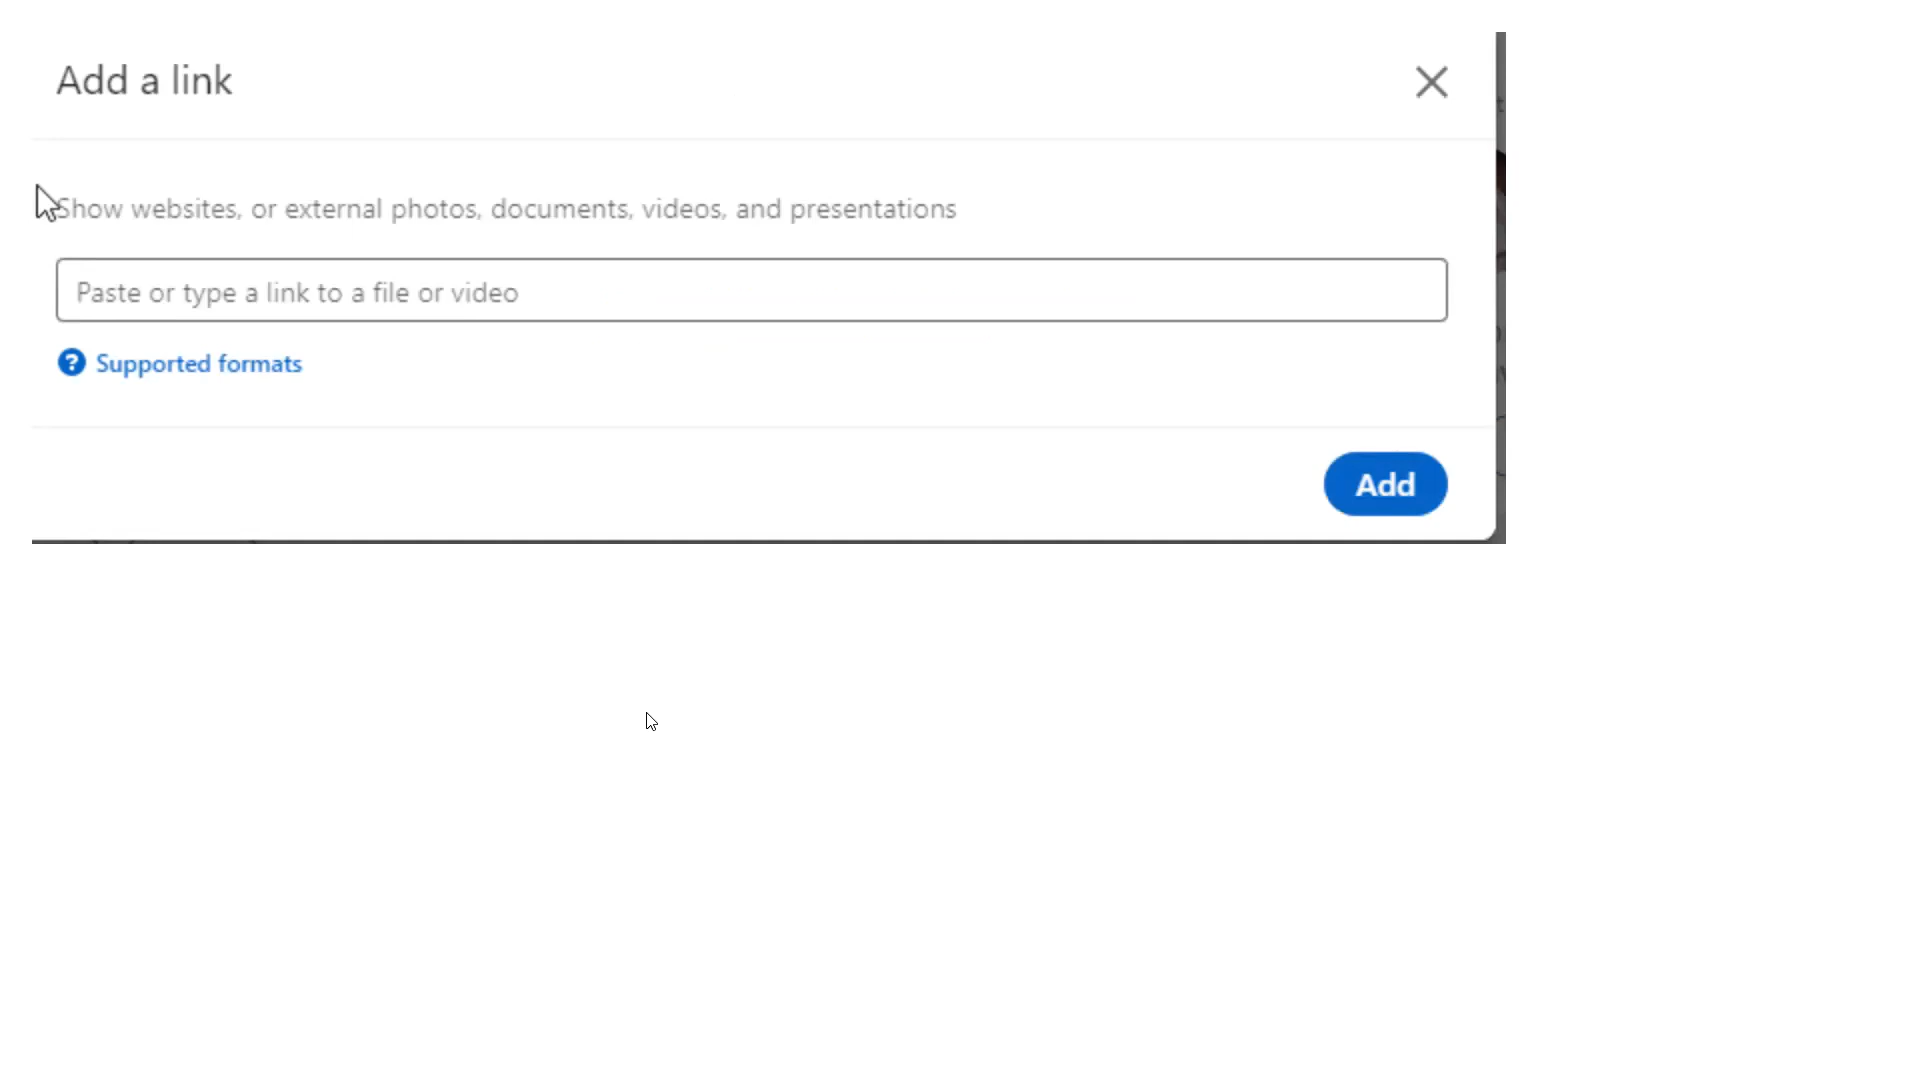 Add a link
Show websites, or external photos, documents, videos, and presentations
Paste or type a link to a file or video
? Supported formats
Add